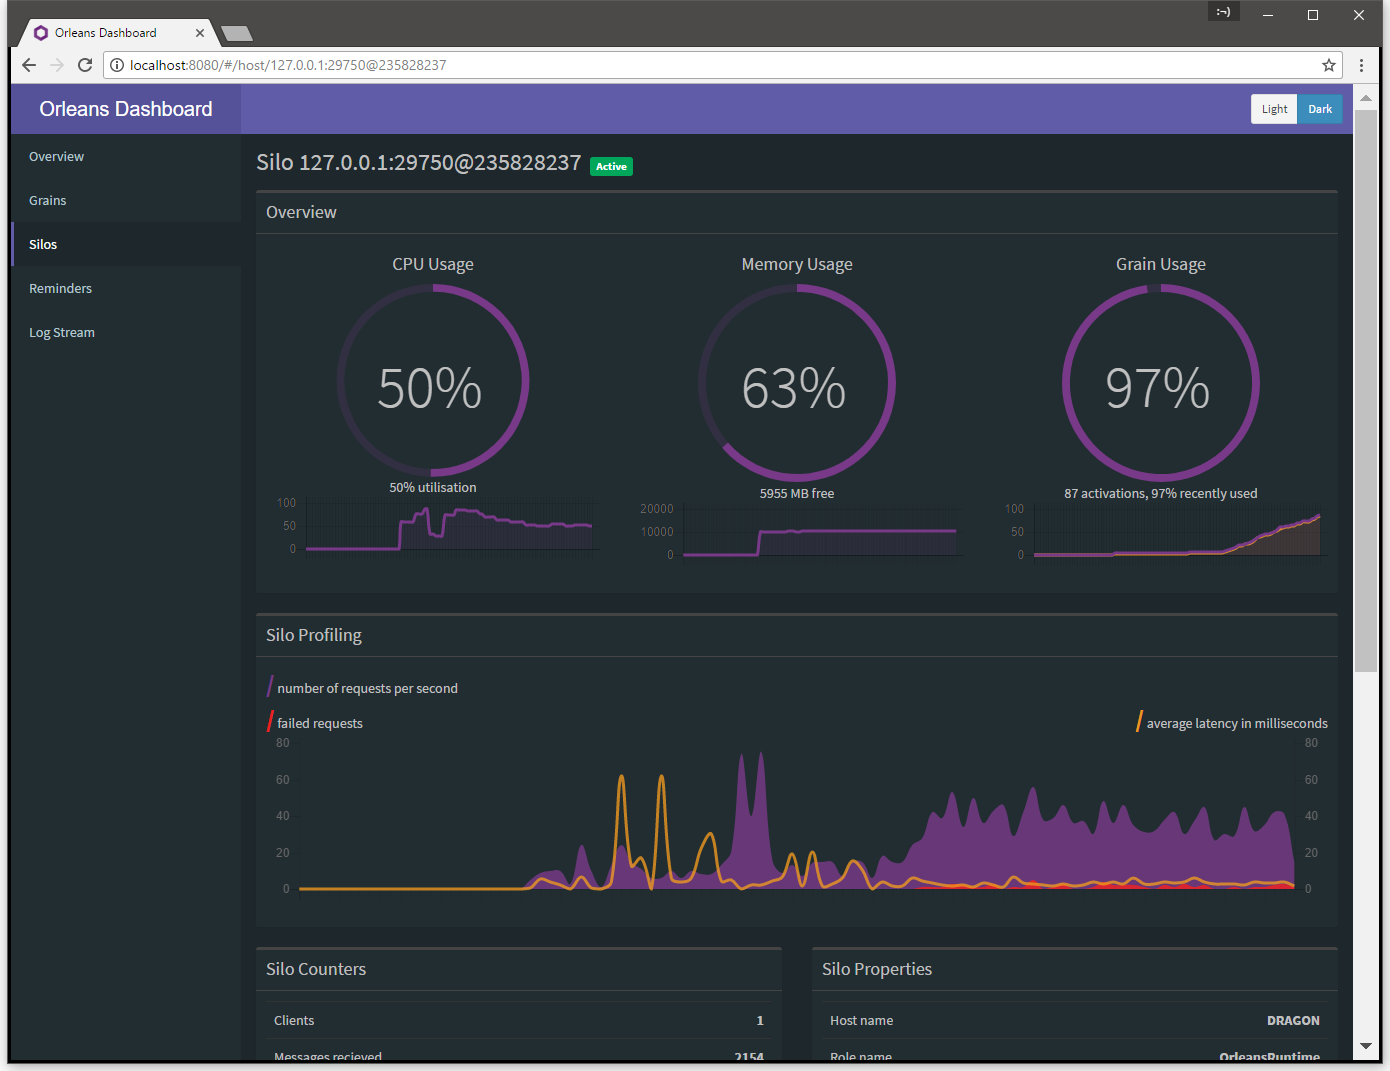 :¬)
Orleans Dashboard
localhost:8080/#/host/127.0.0.1:29750@235828237
Orleans Dashboard
Light Dark
Overview
Grains
Silos
Reminders
Log Stream
Silo 127.0.0.1:29750@235828237 Active
Overview
CPU Usage
50%
50% utilisation
100
50
0
Memory Usage
63%
5955 MB free
20000
10000
0
Grain Usage
97%
87 activations, 97% recently used
100
50
0
Silo Profiling
number of requests per second
failed requests
average latency in milliseconds
80 80
60 60
40 40
20 20
0 0
Silo Counters
Clients 1
Messages recieved 2154
Silo Properties
Host name DRAGON
Role name OrleansRuntime